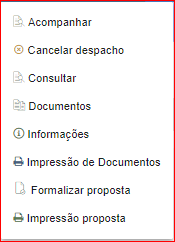 Acompanhar
Cancelar despacho
Consultar
Documentos
Informações
Impressão de Documentos
Formalizar proposta
Impressão proposta